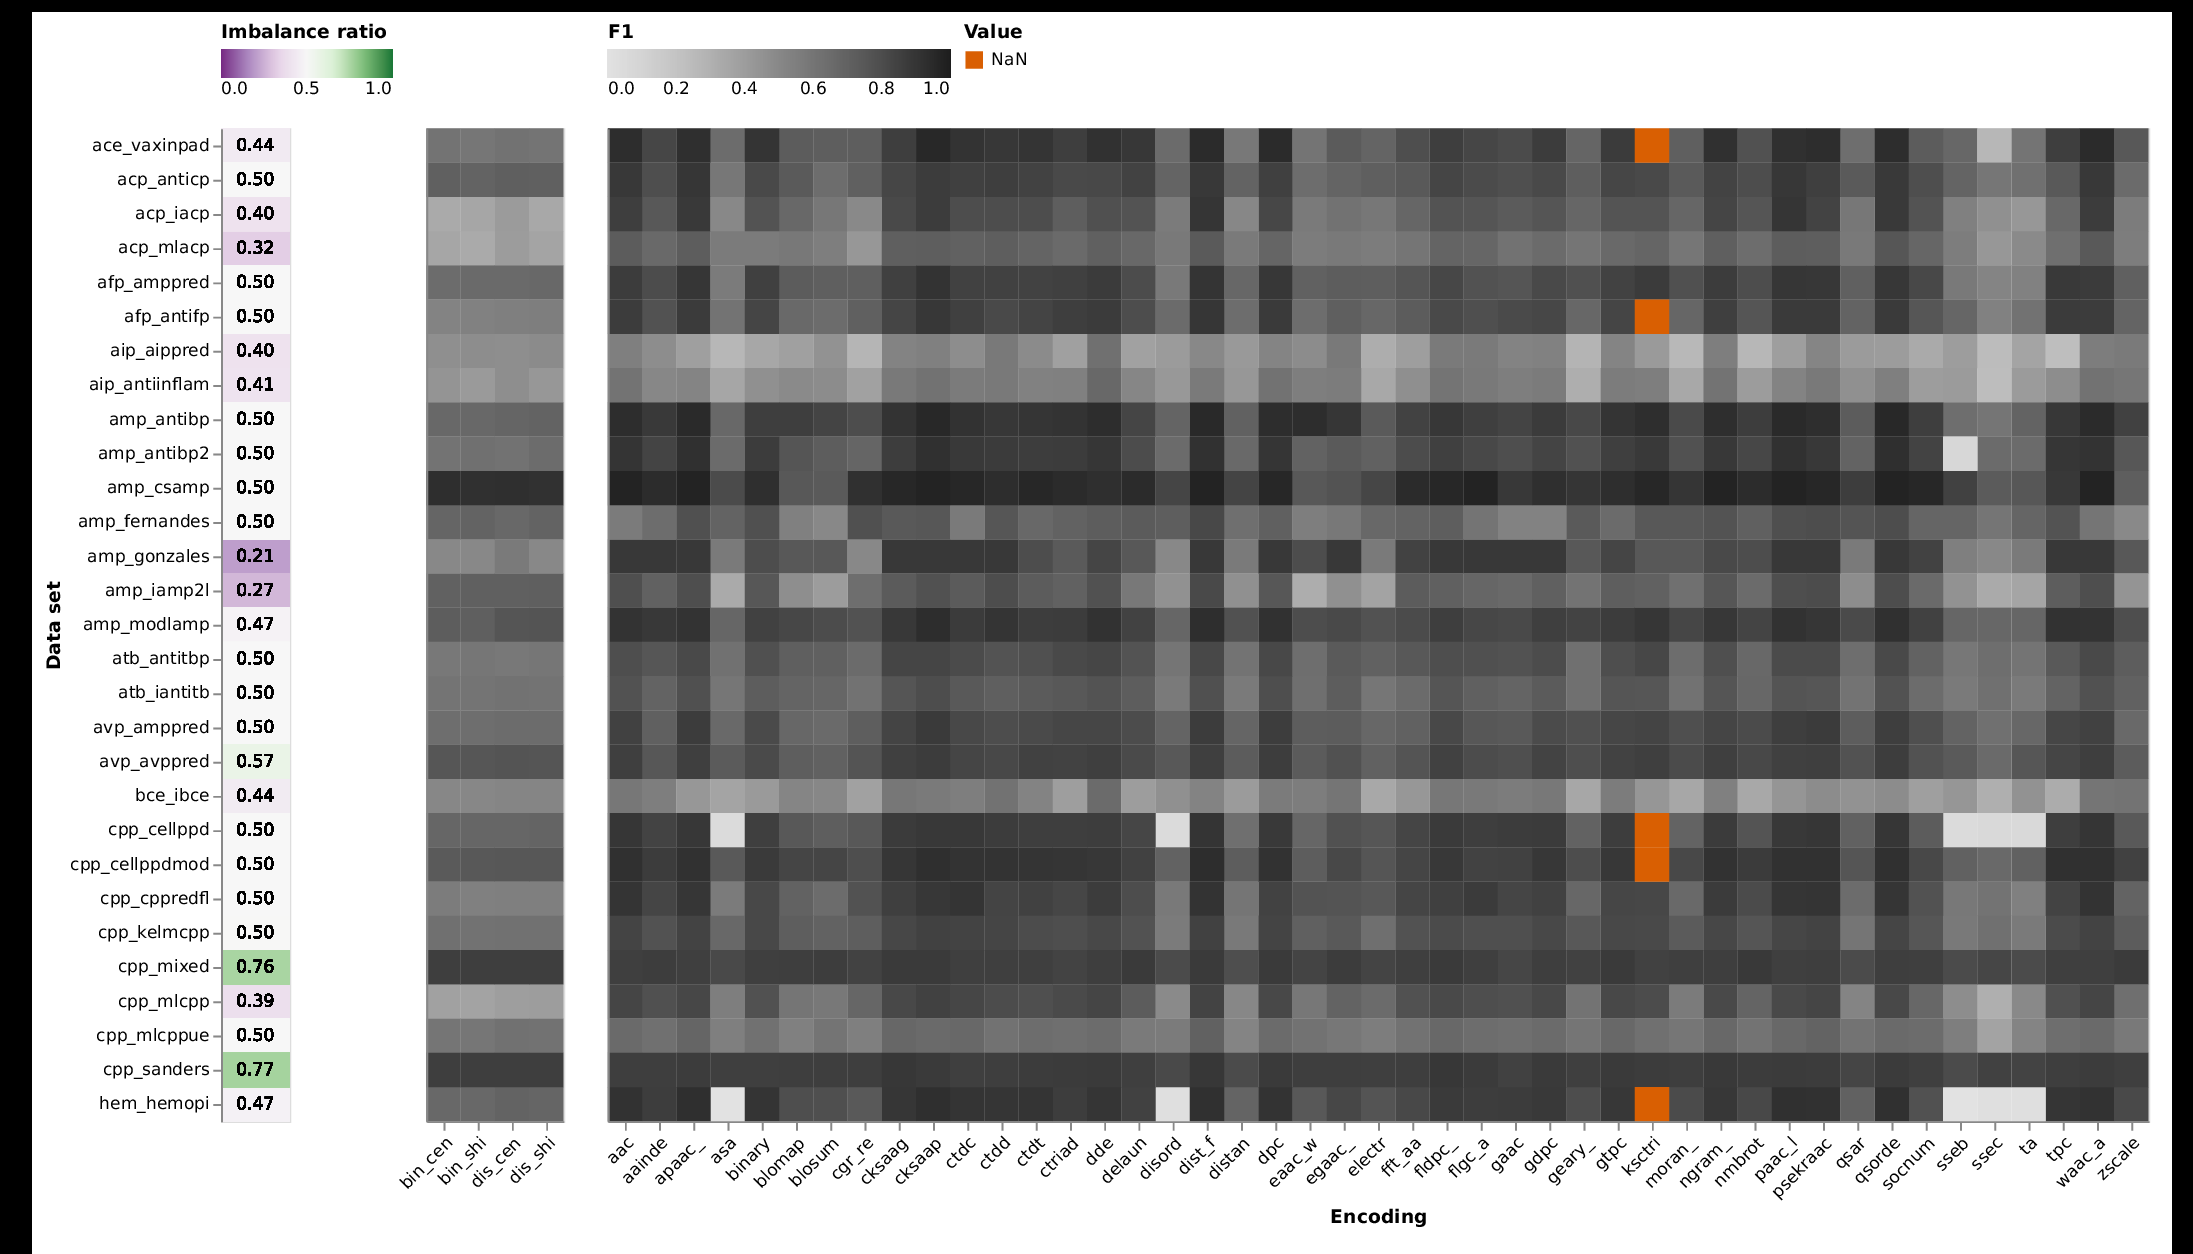 Imbalance ratio
0.0 0.5 1.0
F1
0.0 0.2 0.4 0.6 0.8 1.0
Value
NaN
Data set
ace_vaxinpad 0.44
acp_anticp 0.50
acp_iacp 0.40
acp_mlacp 0.32
afp_amppred 0.50
afp_antifp 0.50
aip_aippred 0.40
aip_antiinflam 0.41
amp_antibp 0.50
amp_antibp2 0.50
amp_csamp 0.50
amp_fernandes 0.50
amp_gonzales 0.21
amp_iamp2l 0.27
amp_modlamp 0.47
atb_antitbp 0.50
atb_iantitb 0.50
avp_amppred 0.50
avp_avppred 0.57
bce_ibce 0.44
cpp_cellppd 0.50
cpp_cellppdmod 0.50
cpp_cppredfl 0.50
cpp_kelmcpp 0.50
cpp_mixed 0.76
cpp_mlcpp 0.39
cpp_mlcppue 0.50
cpp_sanders 0.77
hem_hemopi 0.47
bin_cen bin_shi dis_cen dis_shi
aac aainde apaac_ asa binary blomap blosum cgr_re cksaag cksaap ctdc ctdd ctdt ctriad dde delaun disord dist_f distan dpc eaac_w egaac_ electr fft_aa fldpc_ flgc_a gaac gdpc geary_ gtpc ksctri moran_ ngram_ nmbrot paac_l psekraac qsar qsorde socnum sseb ssec ta tpc waac_a zscale
Encoding